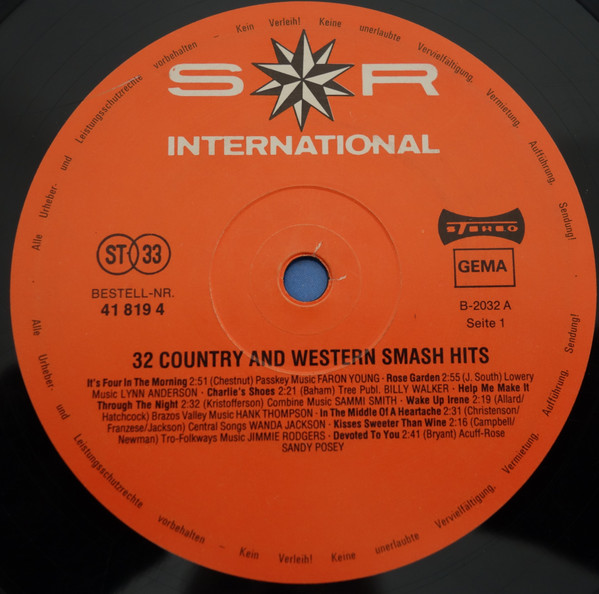 Alle Urheber- und Leistungsschutzrechte vorbehalten Kein Verleih! Keine unerlaubte Vervielfältigung, Vermietung, Aufführung, Sendung!
S R
INTERNATIONAL
STEREO
ST 33
GEMA
BESTELL-NR.
41 819 4
B-2032 A
Seite 1
32 COUNTRY AND WESTERN SMASH HITS
It's Four In The Morning 2:51 (Chestnut) Passkey Music FARON YOUNG · Rose Garden 2:55 (J. South) Lowery
Music LYNN ANDERSON · Charlie's Shoes 2:21 (Baham) Tree Publ. BILLY WALKER · Help Me Make It
Through The Night 2:32 (Kristofferson) Combine Music SAMMI SMITH · Wake Up Irene 2:19 (Allard/
Hatchcock) Brazos Valley Music HANK THOMPSON · In The Middle Of A Heartache 2:31 (Christenson/
Franzese/Jackson) Central Songs WANDA JACKSON · Kisses Sweeter Than Wine 2:16 (Campbell/
Newman) Tro-Folkways Music JIMMIE RODGERS · Devoted To You 2:41 (Bryant) Acuff-Rose
SANDY POSEY
Alle Urheber- und Leistungsschutzrechte vorbehalten Kein Verleih! Keine unerlaubte Vervielfältigung, Vermietung, Aufführung, Sendung!